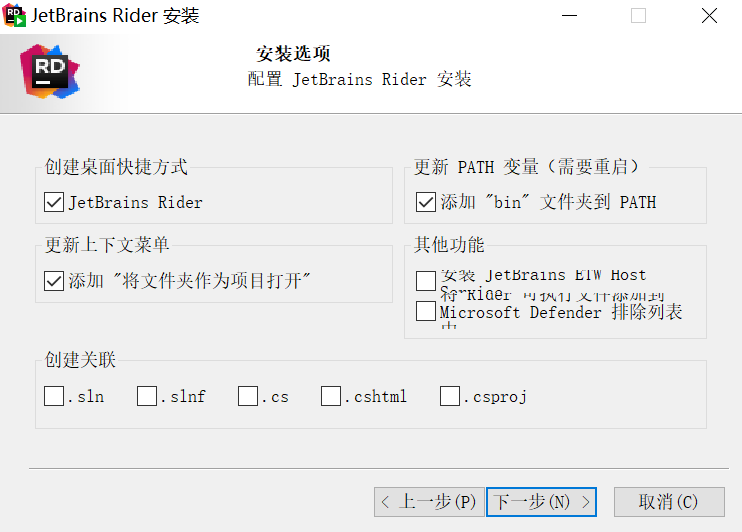 JetBrains Rider 安装
RD
安装选项
配置 JetBrains Rider 安装
创建桌面快捷方式
JetBrains Rider
更新 PATH 变量（需要重启）
添加 "bin" 文件夹到 PATH
更新上下文菜单
添加 "将文件夹作为项目打开"
其他功能
安装 JetBrains ETW Host
将 Rider 可执行文件添加到
Microsoft Defender 排除列表
中
创建关联
.sln
.slnf
.cs
.cshtml
.csproj
< 上一步(P)
下一步(N) >
取消(C)